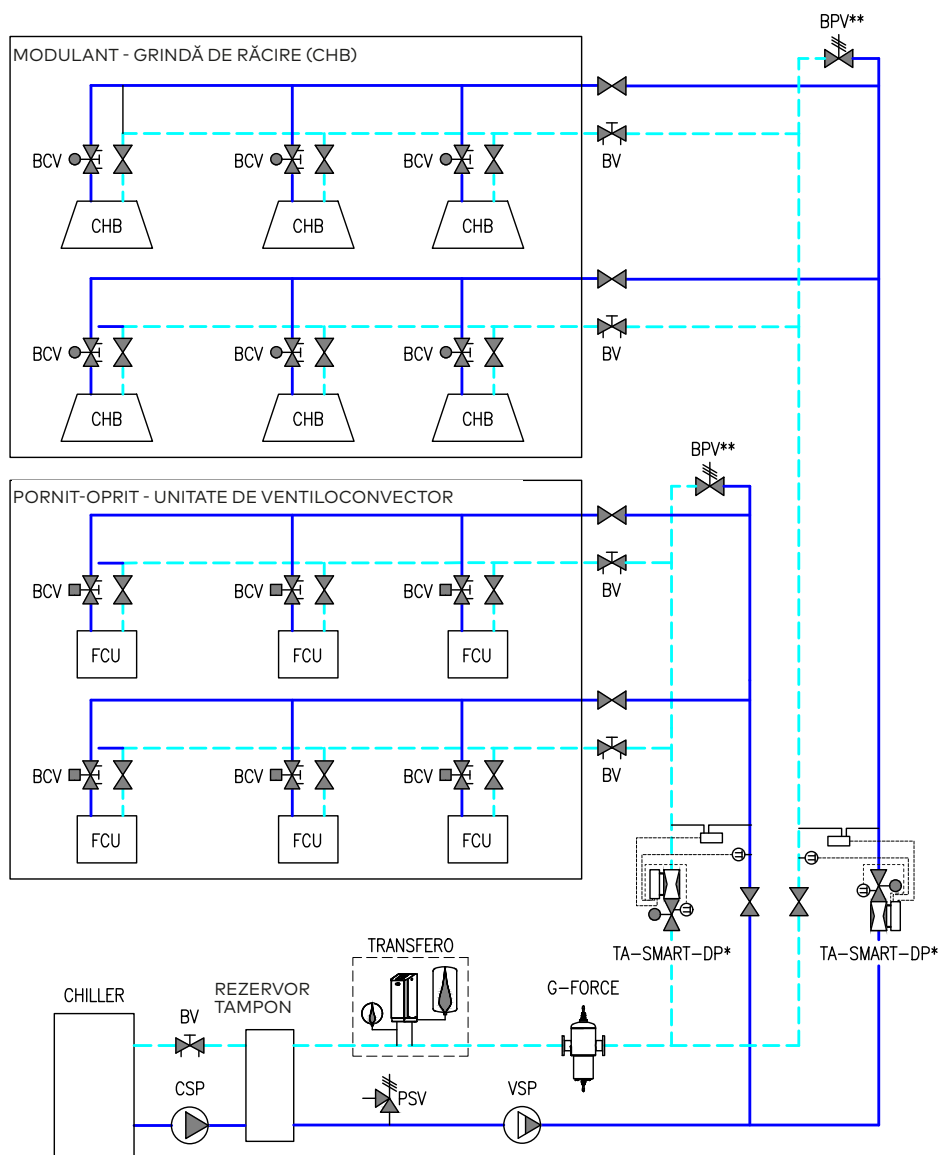 BPV**
MODULANT - GRINDĂ DE RĂCIRE (CHB)
BCV BCV BCV BV
CHB CHB CHB
BCV BCV BCV BV
CHB CHB CHB
BPV**
PORNIT-OPRIT - UNITATE DE VENTILOCONVECTOR
BCV BCV BCV BV
FCU FCU FCU
BCV BCV BCV BV
FCU FCU FCU
TA-SMART-DP* TA-SMART-DP*
TRANSFERO
CHILLER
REZERVOR
TAMPON
G-FORCE
BV
CSP
PSV
VSP